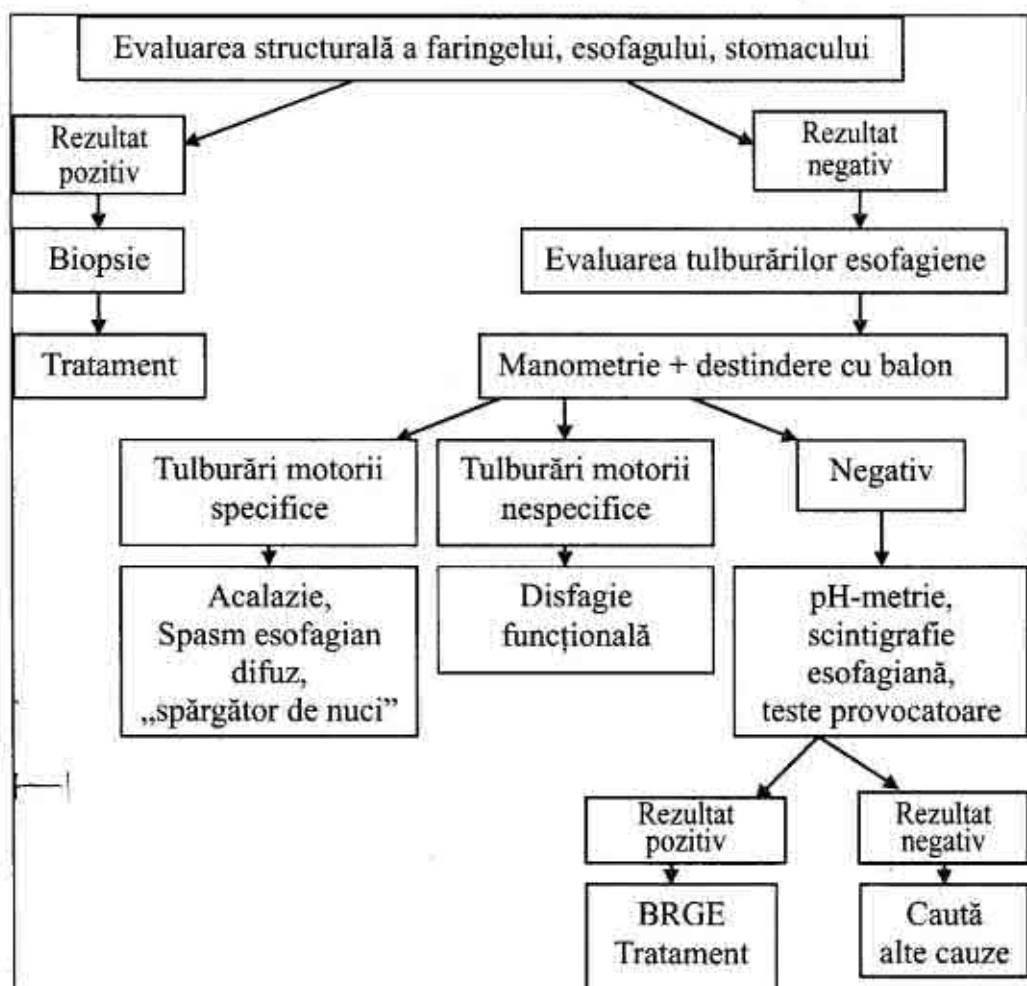 Evaluarea structurală a faringelui, esofagului, stomacului
Rezultat
pozitiv
Rezultat
negativ
Biopsie
Evaluarea tulburărilor esofagiene
Tratament
Manometrie + destindere cu balon
Tulburări motorii
specifice
Tulburări motorii
nespecifice
Negativ
Acalazie,
Spasm esofagian
difuz,
„spărgător de nuci”
Disfagie
funcțională
pH-metrie,
scintigrafie
esofagiană,
teste provocatoare
Rezultat
pozitiv
Rezultat
negativ
BRGE
Tratament
Caută
alte cauze